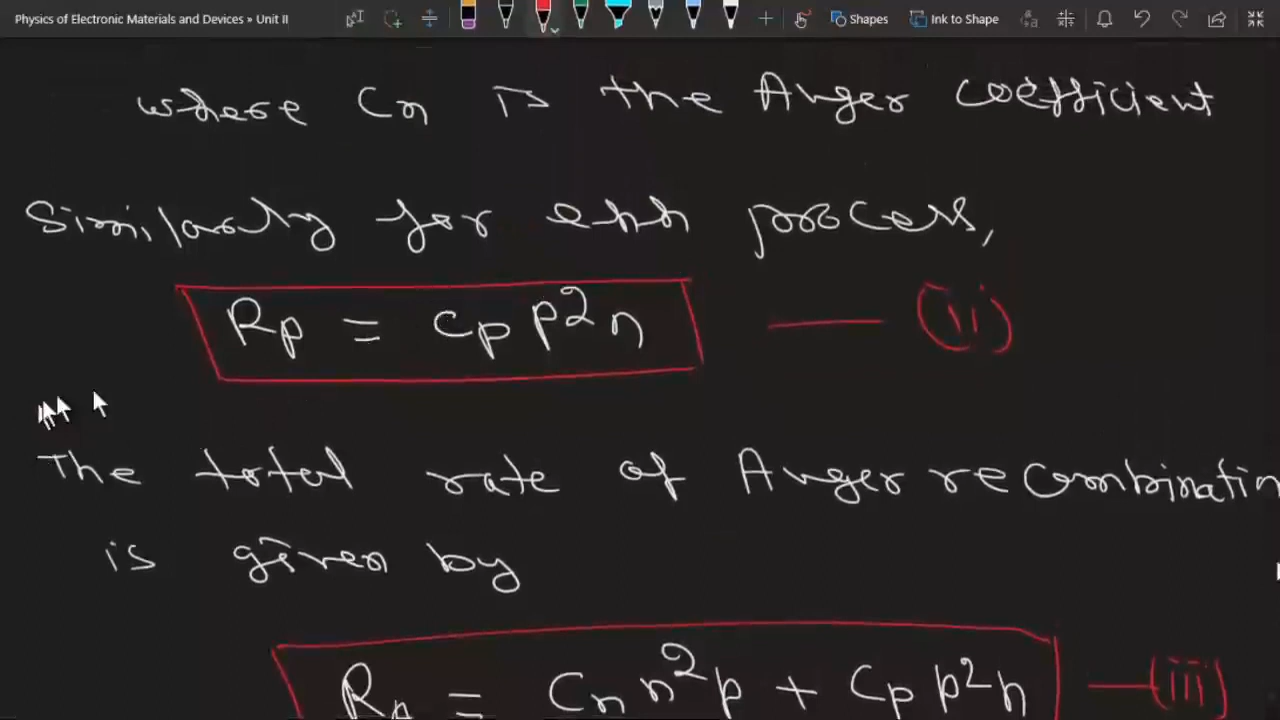 Physics of Electronic Materials and Devices » Unit II
Shapes
Ink to Shape
where Cn is the Auger coefficient
Similarly for ehh process,
Rp = Cp p²n —— (ii)
The total rate of Auger recombination
is given by
RA = Cn n²p + Cp p²n —— (iii)